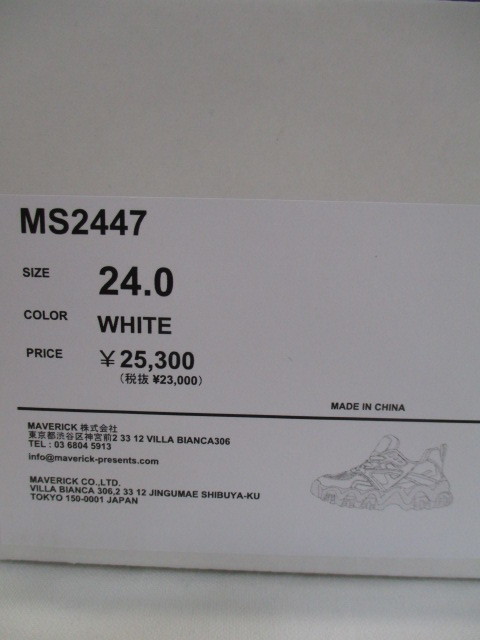 MS2447
SIZE 24.0
COLOR WHITE
PRICE ¥25,300
(税抜 ¥23,000)
MADE IN CHINA
MAVERICK 株式会社
東京都渋谷区神宮前2 33 12 VILLA BIANCA306
TEL : 03 6804 5913
info@maverick-presents.com
MAVERICK CO.,LTD.
VILLA BIANCA 306,2 33 12 JINGUMAE SHIBUYA-KU
TOKYO 150-0001 JAPAN